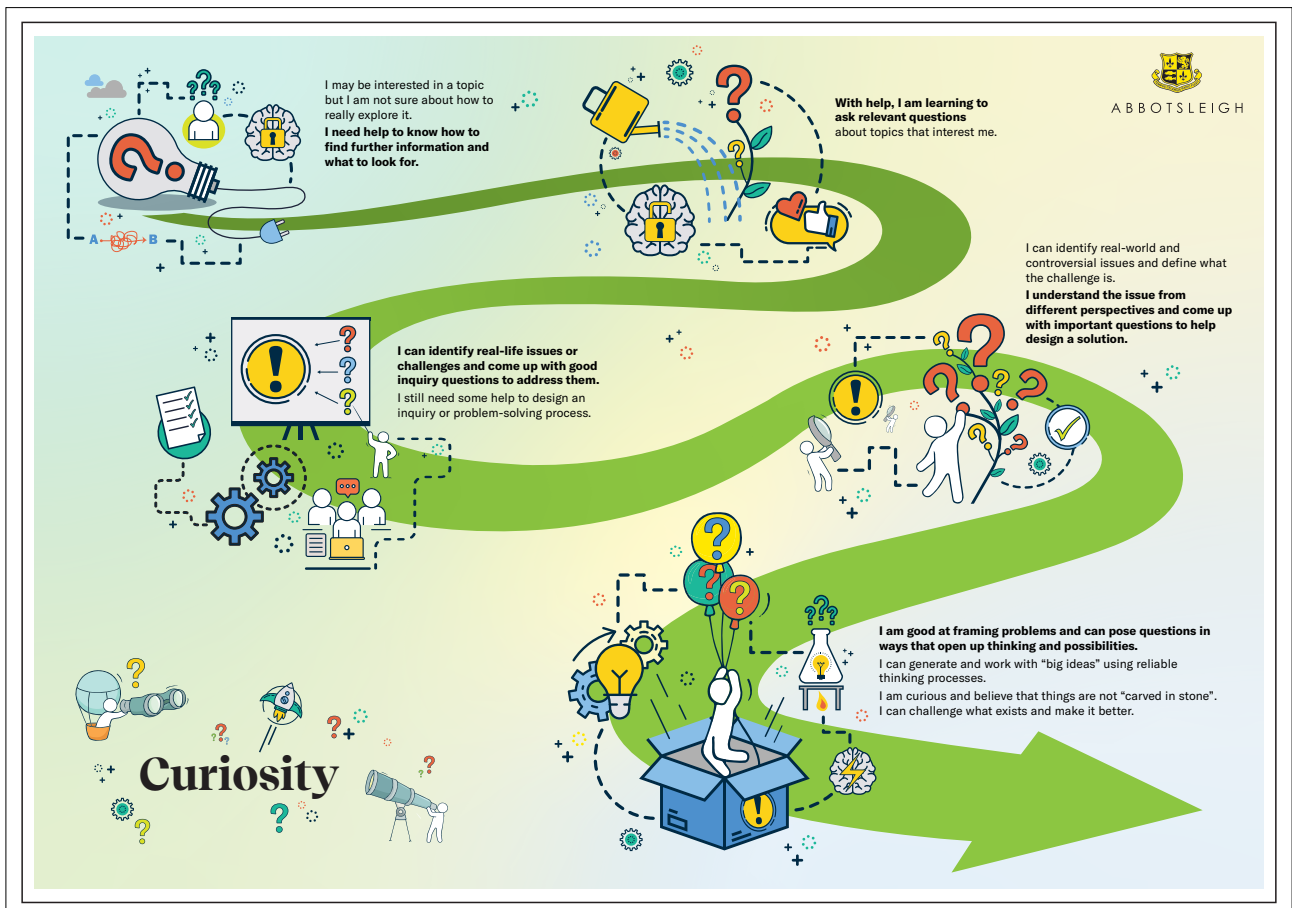 I may be interested in a topic
but I am not sure about how to
really explore it.
I need help to know how to
find further information and
what to look for.
A
B
With help, I am learning to
ask relevant questions
about topics that interest me.
ABBOTSLEIGH
I can identify real-world and
controversial issues and define what
the challenge is.
I understand the issue from
different perspectives and come up
with important questions to help
design a solution.
I can identify real-life issues or
challenges and come up with good
inquiry questions to address them.
I still need some help to design an
inquiry or problem-solving process.
I am good at framing problems and can pose questions in
ways that open up thinking and possibilities.
I can generate and work with “big ideas” using reliable
thinking processes.
I am curious and believe that things are not “carved in stone”.
I can challenge what exists and make it better.
Curiosity